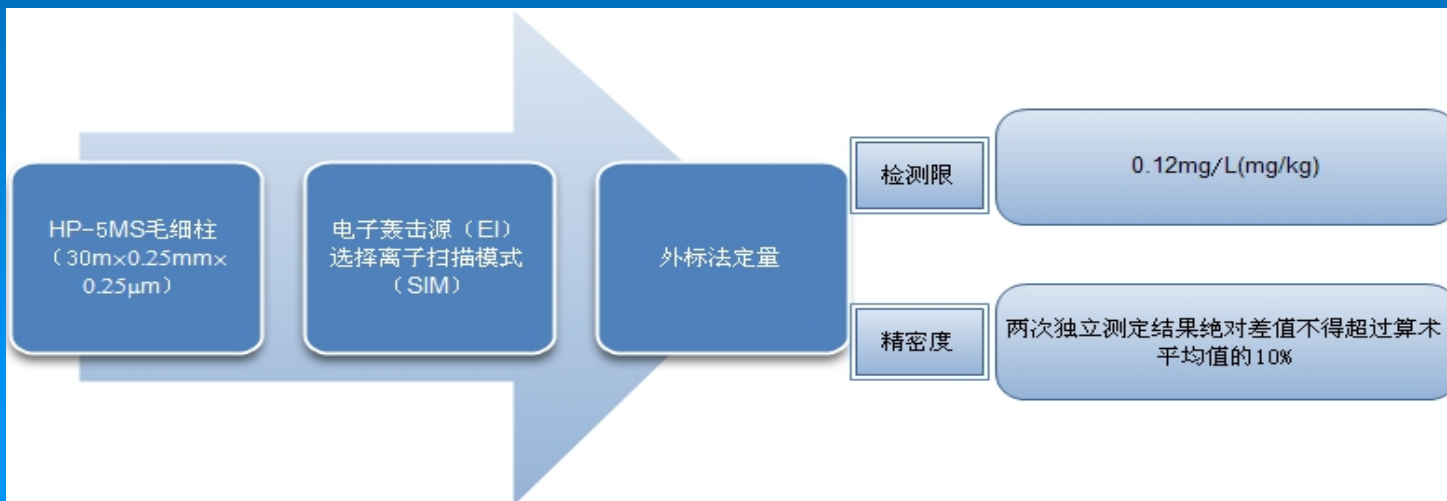 HP-5MS毛细柱
（30m×0.25mm×
0.25μm）
电子轰击源（EI）
选择离子扫描模式
（SIM）
外标法定量
检测限
0.12mg/L(mg/kg)
精密度
两次独立测定结果绝对差值不得超过算术
平均值的10%